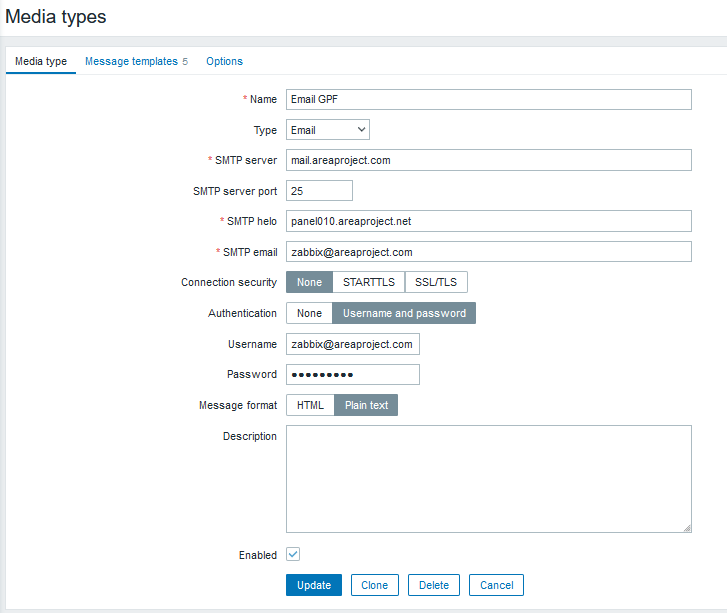 Media types
Media type Message templates 5 Options
* Name Email GPF
Type Email
* SMTP server mail.areaproject.com
SMTP server port 25
* SMTP helo panel010.areaproject.net
* SMTP email zabbix@areaproject.com
Connection security None STARTTLS SSL/TLS
Authentication None Username and password
Username zabbix@areaproject.com
Password ●●●●●●●●●
Message format HTML Plain text
Description
Enabled
Update Clone Delete Cancel